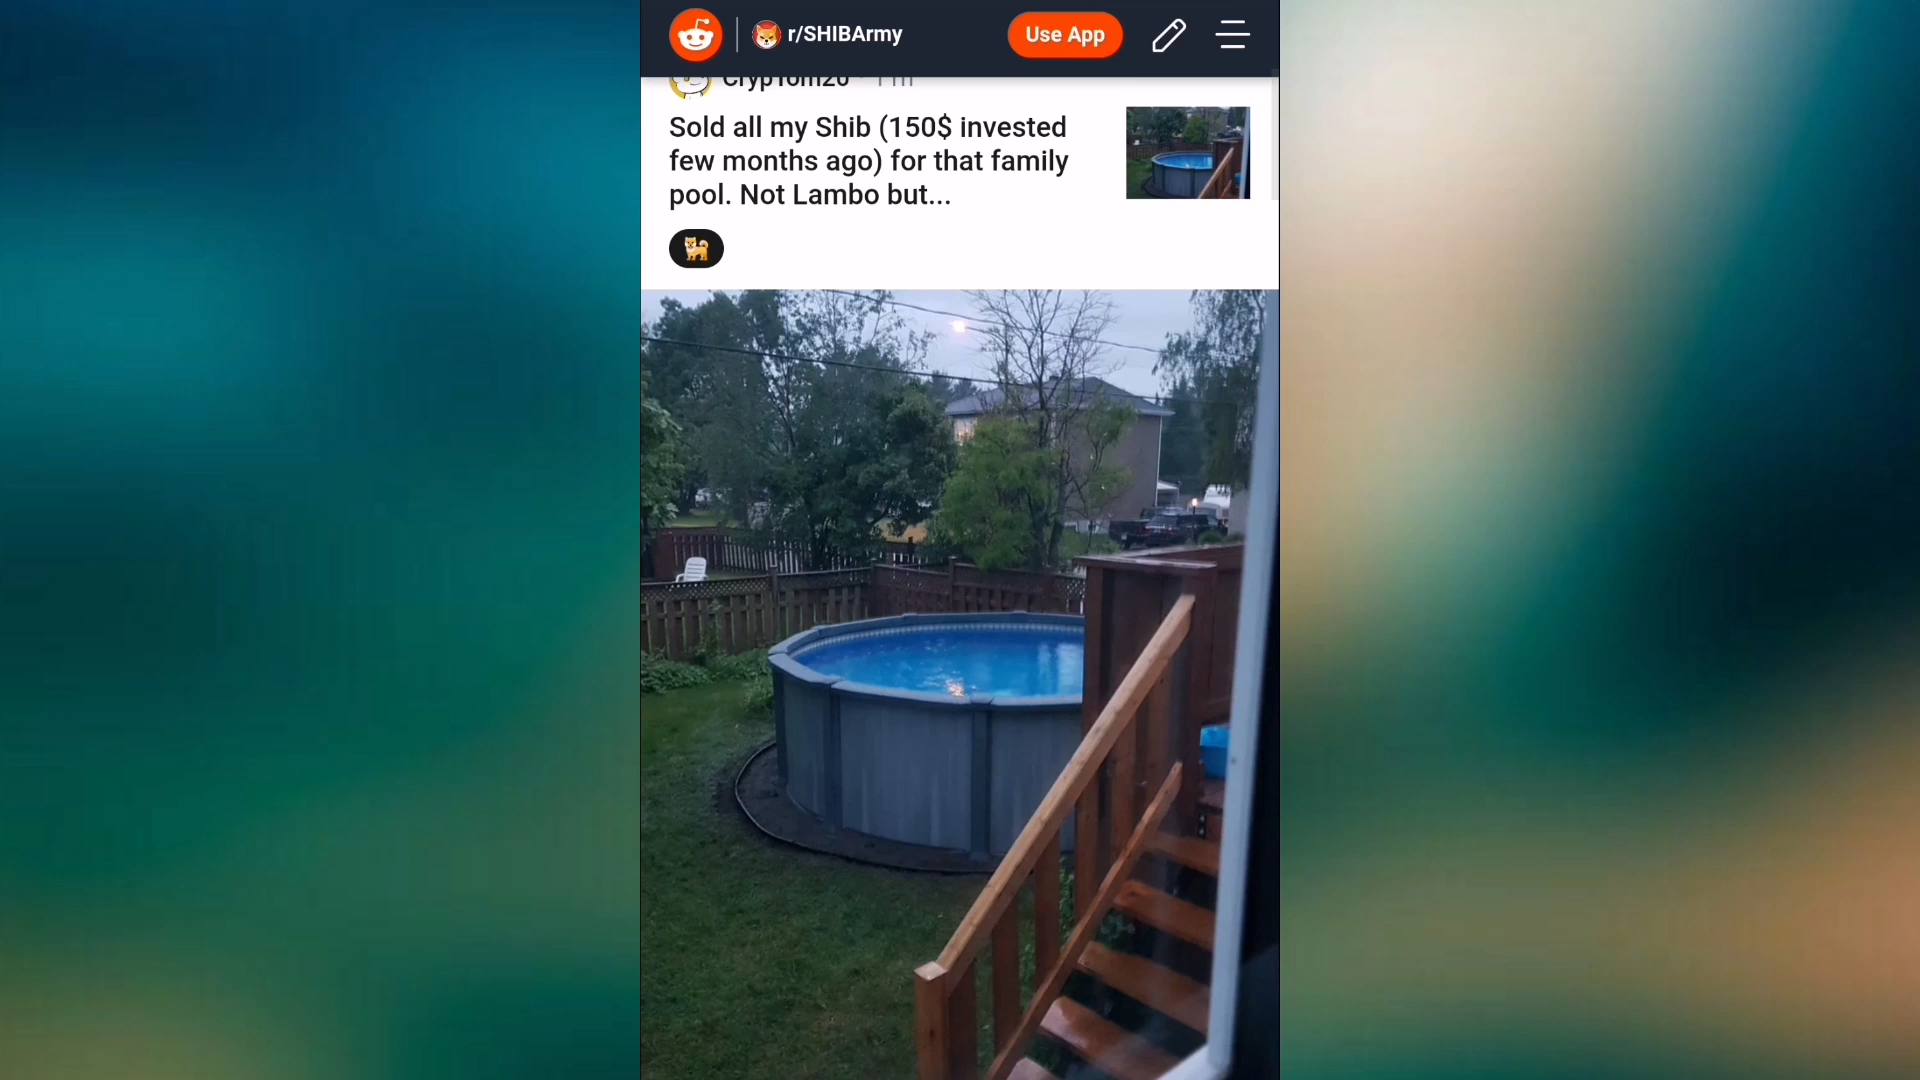 r/SHIBArmy
Use App
CrypTom20
Sold all my Shib (150$ invested
few months ago) for that family
pool. Not Lambo but...